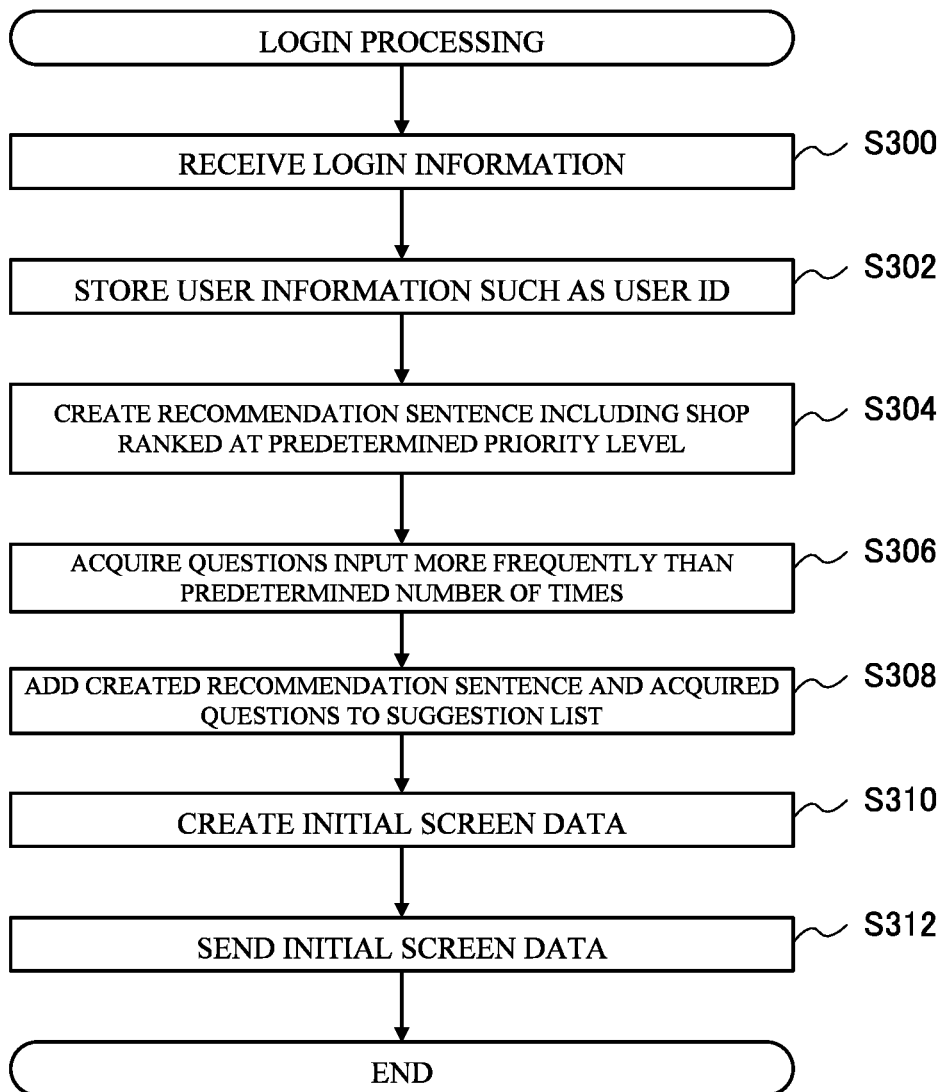 LOGIN PROCESSING
RECEIVE LOGIN INFORMATION
S300
STORE USER INFORMATION SUCH AS USER ID
S302
CREATE RECOMMENDATION SENTENCE INCLUDING SHOP
RANKED AT PREDETERMINED PRIORITY LEVEL
S304
ACQUIRE QUESTIONS INPUT MORE FREQUENTLY THAN
PREDETERMINED NUMBER OF TIMES
S306
ADD CREATED RECOMMENDATION SENTENCE AND ACQUIRED
QUESTIONS TO SUGGESTION LIST
S308
CREATE INITIAL SCREEN DATA
S310
SEND INITIAL SCREEN DATA
S312
END